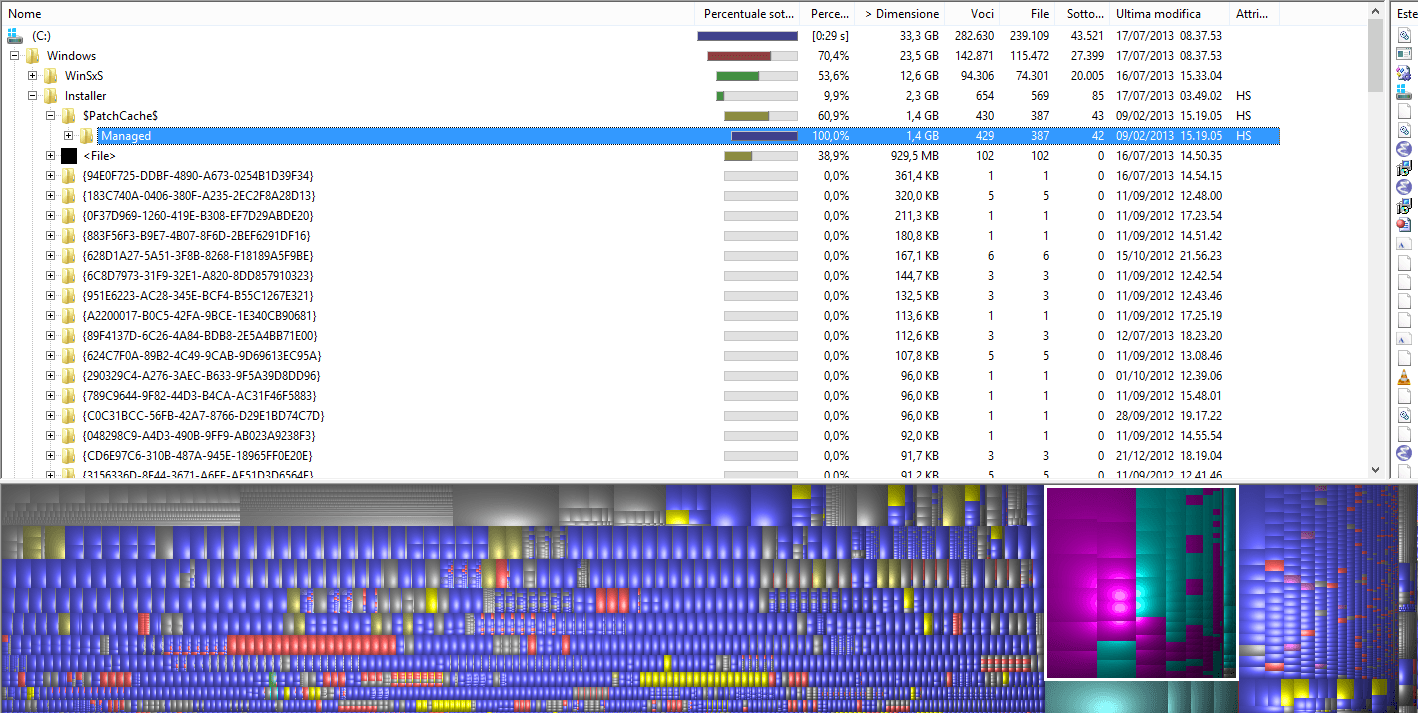 Nome Percentuale sot... Perce... > Dimensione Voci File Sotto... Ultima modifica Attri... Este
(C:) [0:29 s] 33,3 GB 282.630 239.109 43.521 17/07/2013 08.37.53
Windows 70,4% 23,5 GB 142.871 115.472 27.399 17/07/2013 08.37.53
WinSxS 53,6% 12,6 GB 94.306 74.301 20.005 16/07/2013 15.33.04
Installer 9,9% 2,3 GB 654 569 85 17/07/2013 03.49.02 HS
$PatchCache$ 60,9% 1,4 GB 430 387 43 09/02/2013 15.19.05 HS
Managed 100,0% 1,4 GB 429 387 42 09/02/2013 15.19.05 HS
<File> 38,9% 929,5 MB 102 102 0 16/07/2013 14.50.35
{94E0F725-DDBF-4890-A673-0254B1D39F34} 0,0% 361,4 KB 1 1 0 16/07/2013 14.54.15
{183C740A-0406-380F-A235-2EC2F8A28D13} 0,0% 320,0 KB 5 5 0 11/09/2012 12.48.00
{0F37D969-1260-419E-B308-EF7D29ABDE20} 0,0% 211,3 KB 1 1 0 11/09/2012 17.23.54
{883F56F3-B9E7-4B07-8F6D-2BEF6291DF16} 0,0% 180,8 KB 1 1 0 11/09/2012 14.51.42
{628D1A27-5A51-3F8B-8268-F18189A5F9BE} 0,0% 167,1 KB 6 6 0 15/10/2012 21.56.23
{6C8D7973-31F9-32E1-A820-8DD857910323} 0,0% 144,7 KB 3 3 0 11/09/2012 12.42.54
{951E6223-AC28-345E-BCF4-B55C1267E321} 0,0% 132,5 KB 3 3 0 11/09/2012 12.43.46
{A2200017-B0C5-42FA-9BCE-1E340CB90681} 0,0% 113,6 KB 1 1 0 11/09/2012 17.25.19
{89F4137D-6C26-4A84-BDB8-2E5A4BB71E00} 0,0% 112,6 KB 3 3 0 12/07/2013 18.23.20
{624C7F0A-89B2-4C49-9CAB-9D69613EC95A} 0,0% 107,8 KB 5 5 0 11/09/2012 13.08.46
{290329C4-A276-3AEC-B633-9F5A39D8DD96} 0,0% 96,0 KB 1 1 0 01/10/2012 12.39.06
{789C9644-9F82-44D3-B4CA-AC31F46F5883} 0,0% 96,0 KB 1 1 0 11/09/2012 15.48.01
{C0C31BCC-56FB-42A7-8766-D29E1BD74C7D} 0,0% 96,0 KB 1 1 0 28/09/2012 19.17.22
{048298C9-A4D3-490B-9FF9-AB023A9238F3} 0,0% 92,0 KB 1 1 0 11/09/2012 14.55.54
{CD6E97C6-310B-487A-945E-18965FF0E20E} 0,0% 91,7 KB 3 3 0 21/12/2012 18.19.04
{3156336D-8E44-3671-A6FE-AE51D3D6564E} 0,0% 91,2 KB 5 5 0 11/09/2012 12.41.46